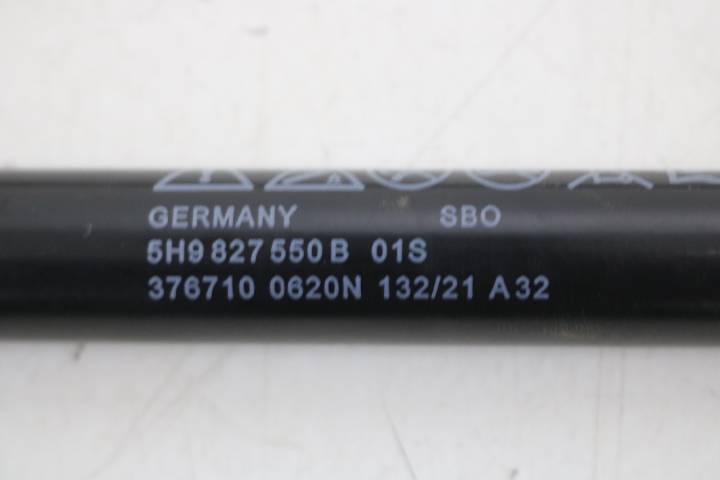 GERMANY SBO
5H9 827 550 B 01S
376710 0620N 132/21 A32